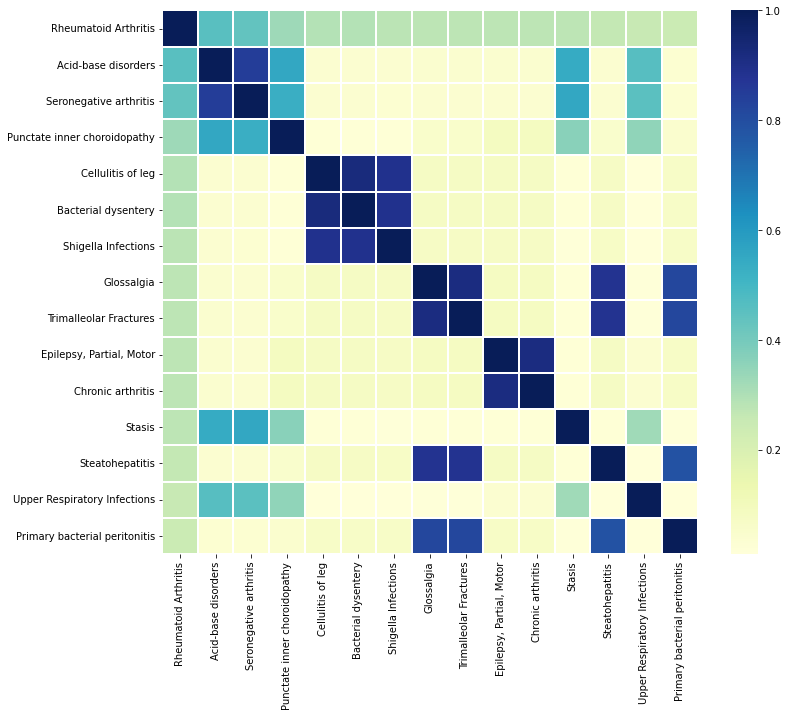 Rheumatoid Arthritis
Acid-base disorders
Seronegative arthritis
Punctate inner choroidopathy
Cellulitis of leg
Bacterial dysentery
Shigella Infections
Glossalgia
Trimalleolar Fractures
Epilepsy, Partial, Motor
Chronic arthritis
Stasis
Steatohepatitis
Upper Respiratory Infections
Primary bacterial peritonitis
Rheumatoid Arthritis
Acid-base disorders
Seronegative arthritis
Punctate inner choroidopathy
Cellulitis of leg
Bacterial dysentery
Shigella Infections
Glossalgia
Trimalleolar Fractures
Epilepsy, Partial, Motor
Chronic arthritis
Stasis
Steatohepatitis
Upper Respiratory Infections
Primary bacterial peritonitis
1.0
0.8
0.6
0.4
0.2